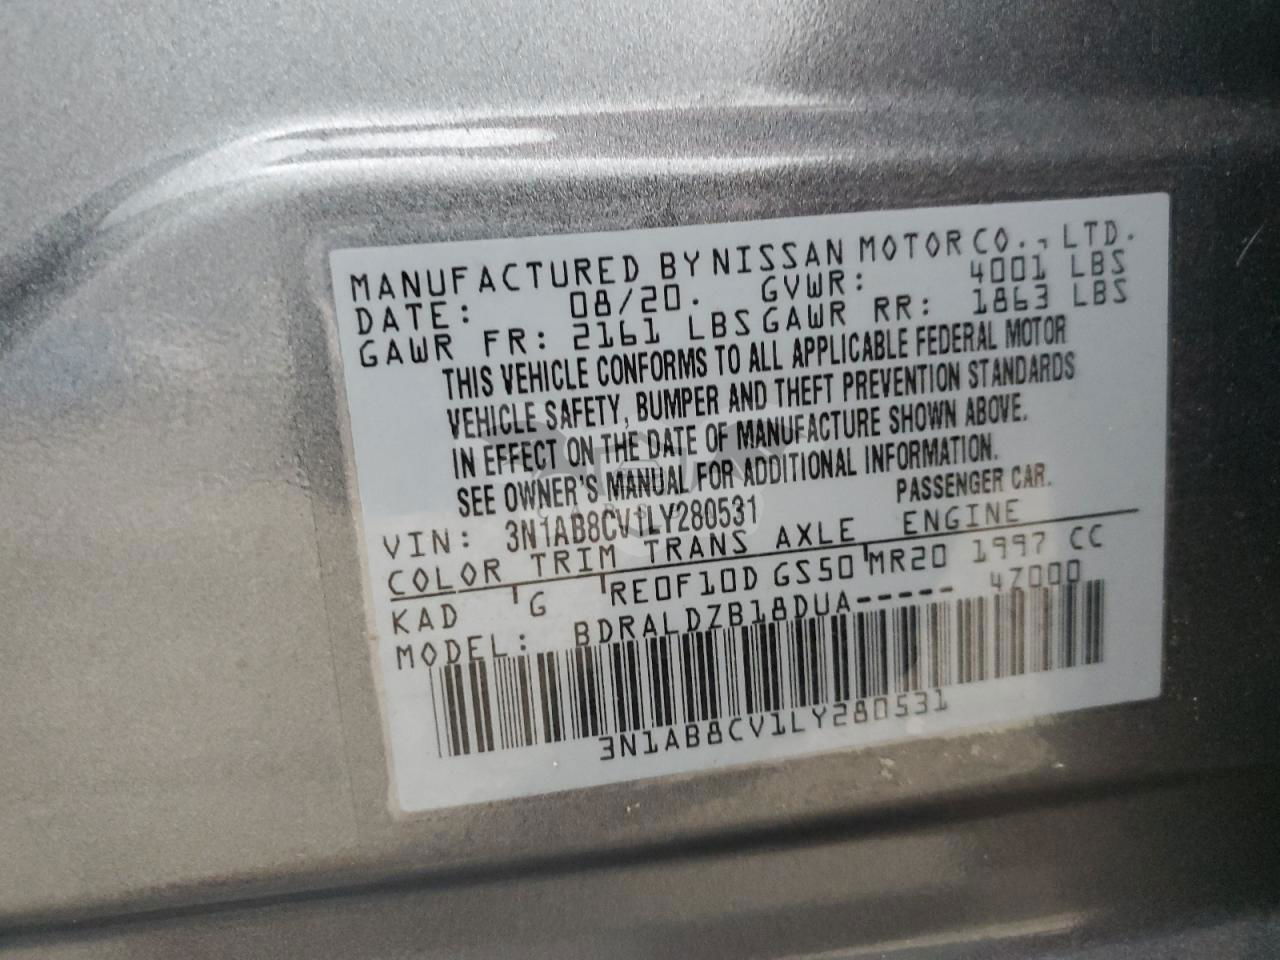 MANUFACTURED BY NISSAN MOTOR CO., LTD.
DATE: 08/20. GVWR: 4001 LBS
GAWR FR: 2161 LBS GAWR RR: 1863 LBS
THIS VEHICLE CONFORMS TO ALL APPLICABLE FEDERAL MOTOR
VEHICLE SAFETY, BUMPER AND THEFT PREVENTION STANDARDS
IN EFFECT ON THE DATE OF MANUFACTURE SHOWN ABOVE.
SEE OWNER'S MANUAL FOR ADDITIONAL INFORMATION.
VIN: 3N1AB8CV1LY280531 PASSENGER CAR.
COLOR TRIM TRANS AXLE ENGINE
KAD G RE0F10D GS50 MR20 1997 CC
MODEL: BDRALDZB18DUA----- 47000
3N1AB8CV1LY280531